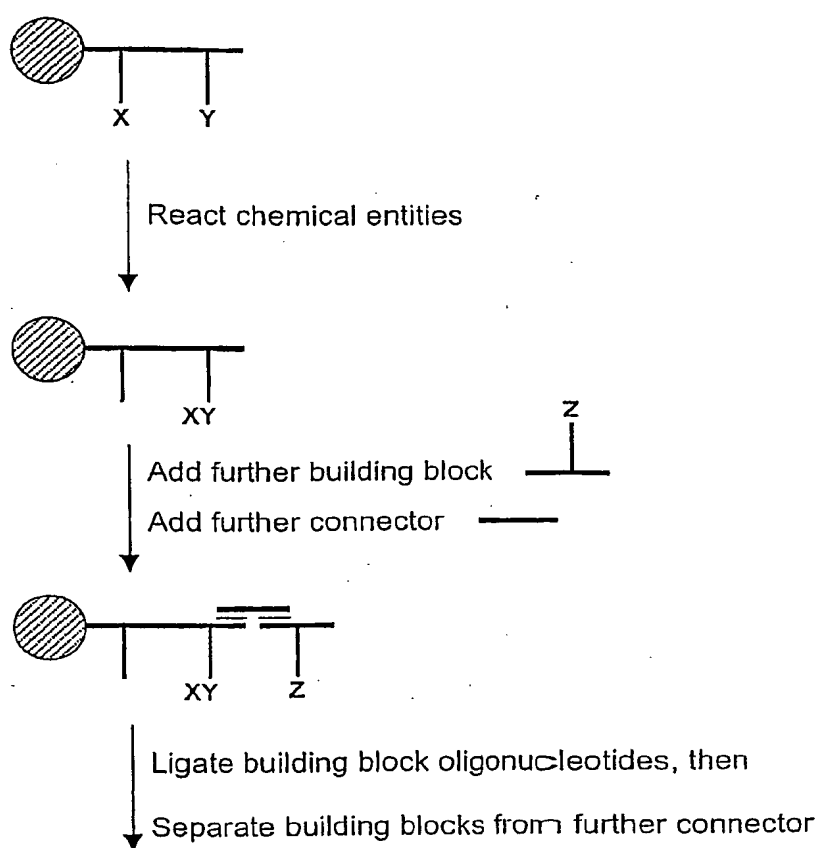 X Y
React chemical entities
XY
Z
Add further building block
Add further connector
XY Z
Ligate building block oligonucleotides, then
Separate building blocks from further connector